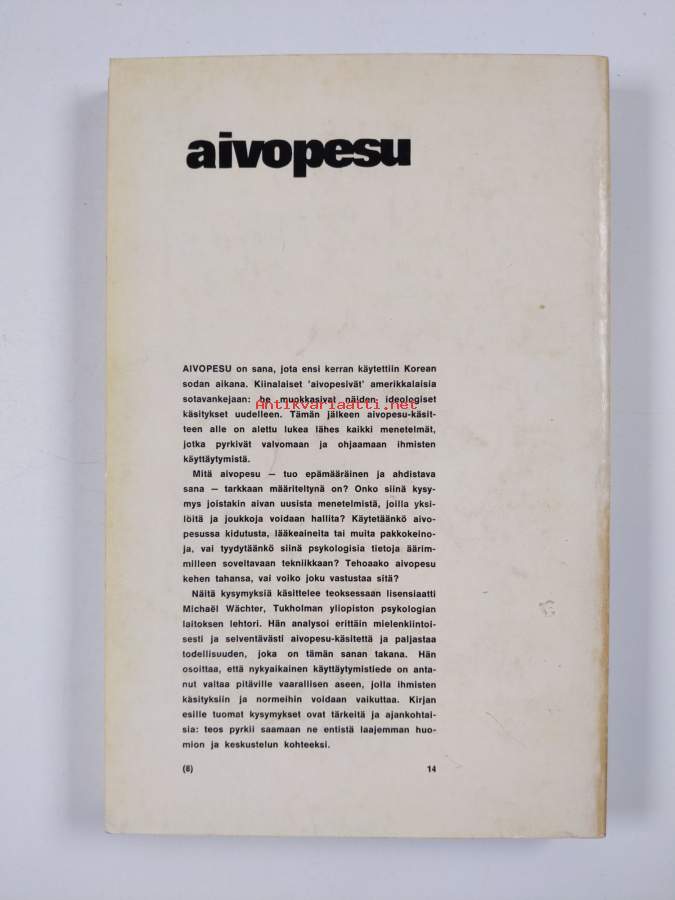 aivopesu
AIVOPESU on sana, jota ensi kerran käytettiin Korean
sodan aikana. Kiinalaiset 'aivopesivät' amerikkalaisia
sotavankejaan: he muokkasivat näiden ideologiset
Antikvariaatti.net
käsitykset uudelleen. Tämän jälkeen aivopesu-käsit-
teen alle on alettu lukea lähes kaikki menetelmät,
jotka pyrkivät valvomaan ja ohjaamaan ihmisten
käyttäytymistä.
Mitä aivopesu — tuo epämääräinen ja ahdistava
sana — tarkkaan määriteltynä on? Onko siinä kysy-
mys joistakin aivan uusista menetelmistä, joilla yksi-
löitä ja joukkoja voidaan hallita? Käytetäänkö aivo-
pesussa kidutusta, lääkeaineita tai muita pakkokeino-
ja, vai tyydytäänkö siinä psykologisia tietoja äärim-
milleen soveltavaan tekniikkaan? Tehoaako aivopesu
kehen tahansa, vai voiko joku vastustaa sitä?
Näitä kysymyksiä käsittelee teoksessaan lisensiaatti
Michaël Wächter, Tukholman yliopiston psykologian
laitoksen lehtori. Hän analysoi erittäin mielenkiintoi-
sesti ja selventävästi aivopesu-käsitettä ja paljastaa
todellisuuden, joka on tämän sanan takana. Hän
osoittaa, että nykyaikainen käyttäytymistiede on anta-
nut valtaa pitäville vaarallisen aseen, jolla ihmisten
käsityksiin ja normeihin voidaan vaikuttaa. Kirjan
esille tuomat kysymykset ovat tärkeitä ja ajankohtai-
sia: teos pyrkii saamaan ne entistä laajemman huo-
mion ja keskustelun kohteeksi.
(6) 14